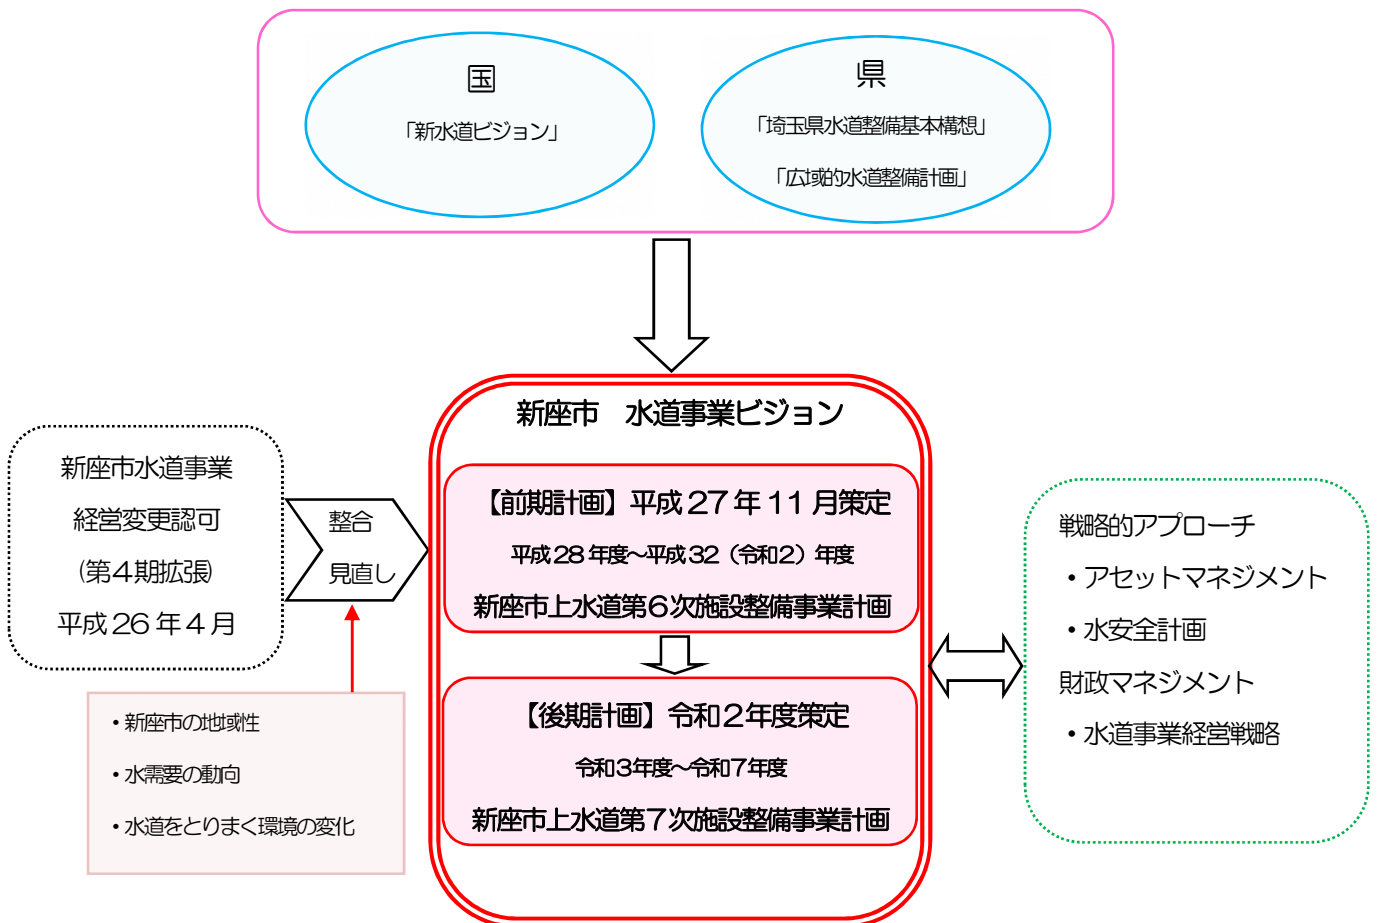 国
「新水道ビジョン」
県
「埼玉県水道整備基本構想」
「広域的水道整備計画」
新座市　水道事業ビジョン
【前期計画】平成27年11月策定
平成28年度～平成32（令和2）年度
新座市上水道第6次施設整備事業計画
【後期計画】令和2年度策定
令和3年度～令和7年度
新座市上水道第7次施設整備事業計画
新座市水道事業
経営変更認可
(第4期拡張)
平成26年4月
整合
見直し
・新座市の地域性
・水需要の動向
・水道をとりまく環境の変化
戦略的アプローチ
・アセットマネジメント
・水安全計画
財政マネジメント
・水道事業経営戦略